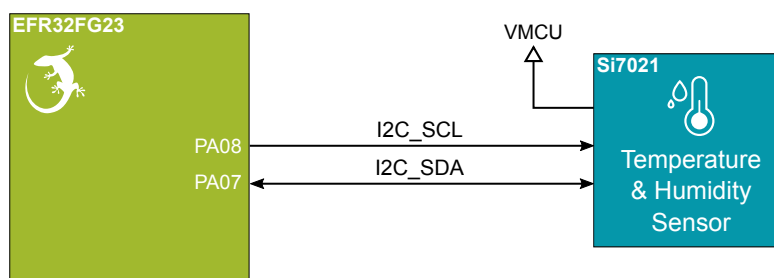 EFR32FG23
VMCU
Si7021
I2C_SCL
PA08
I2C_SDA
PA07
Temperature
& Humidity
Sensor